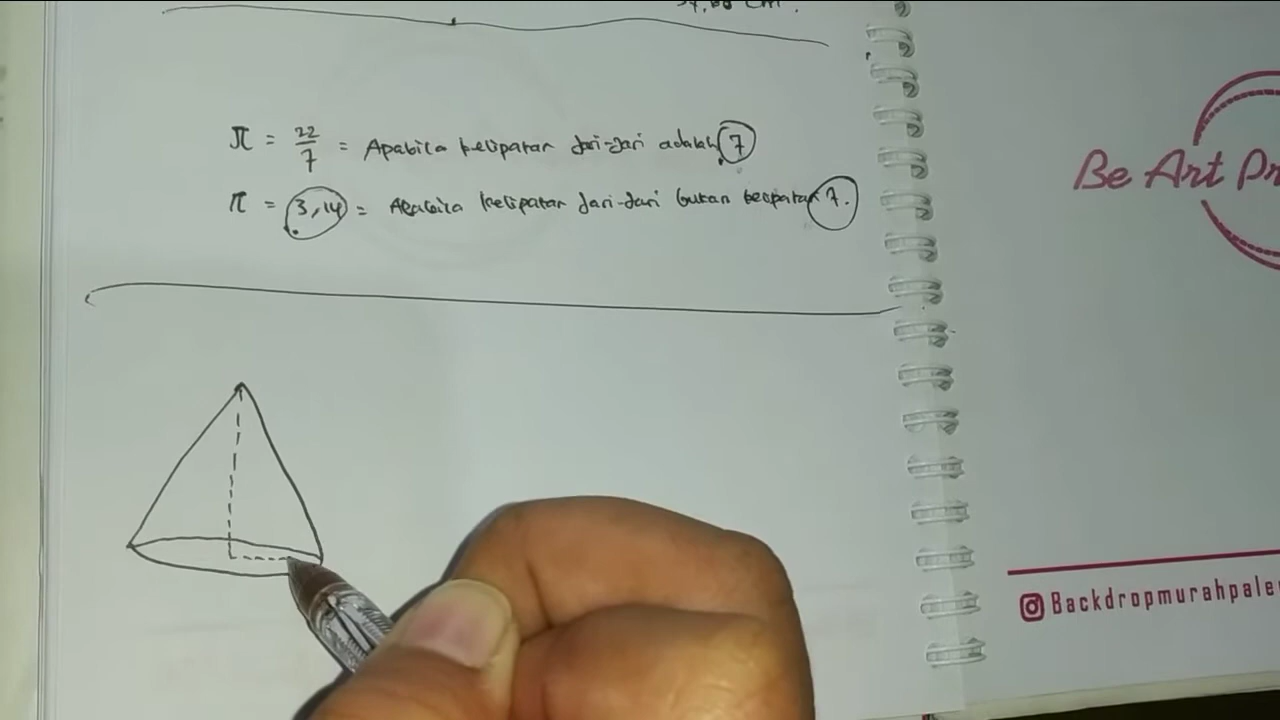 π = 22/7 = Apabila kelipatan jari-jari adalah 7
π = 3,14 = Apabila kelipatan jari-jari bukan 7.
Be Art Pr
Backdropmurahpale